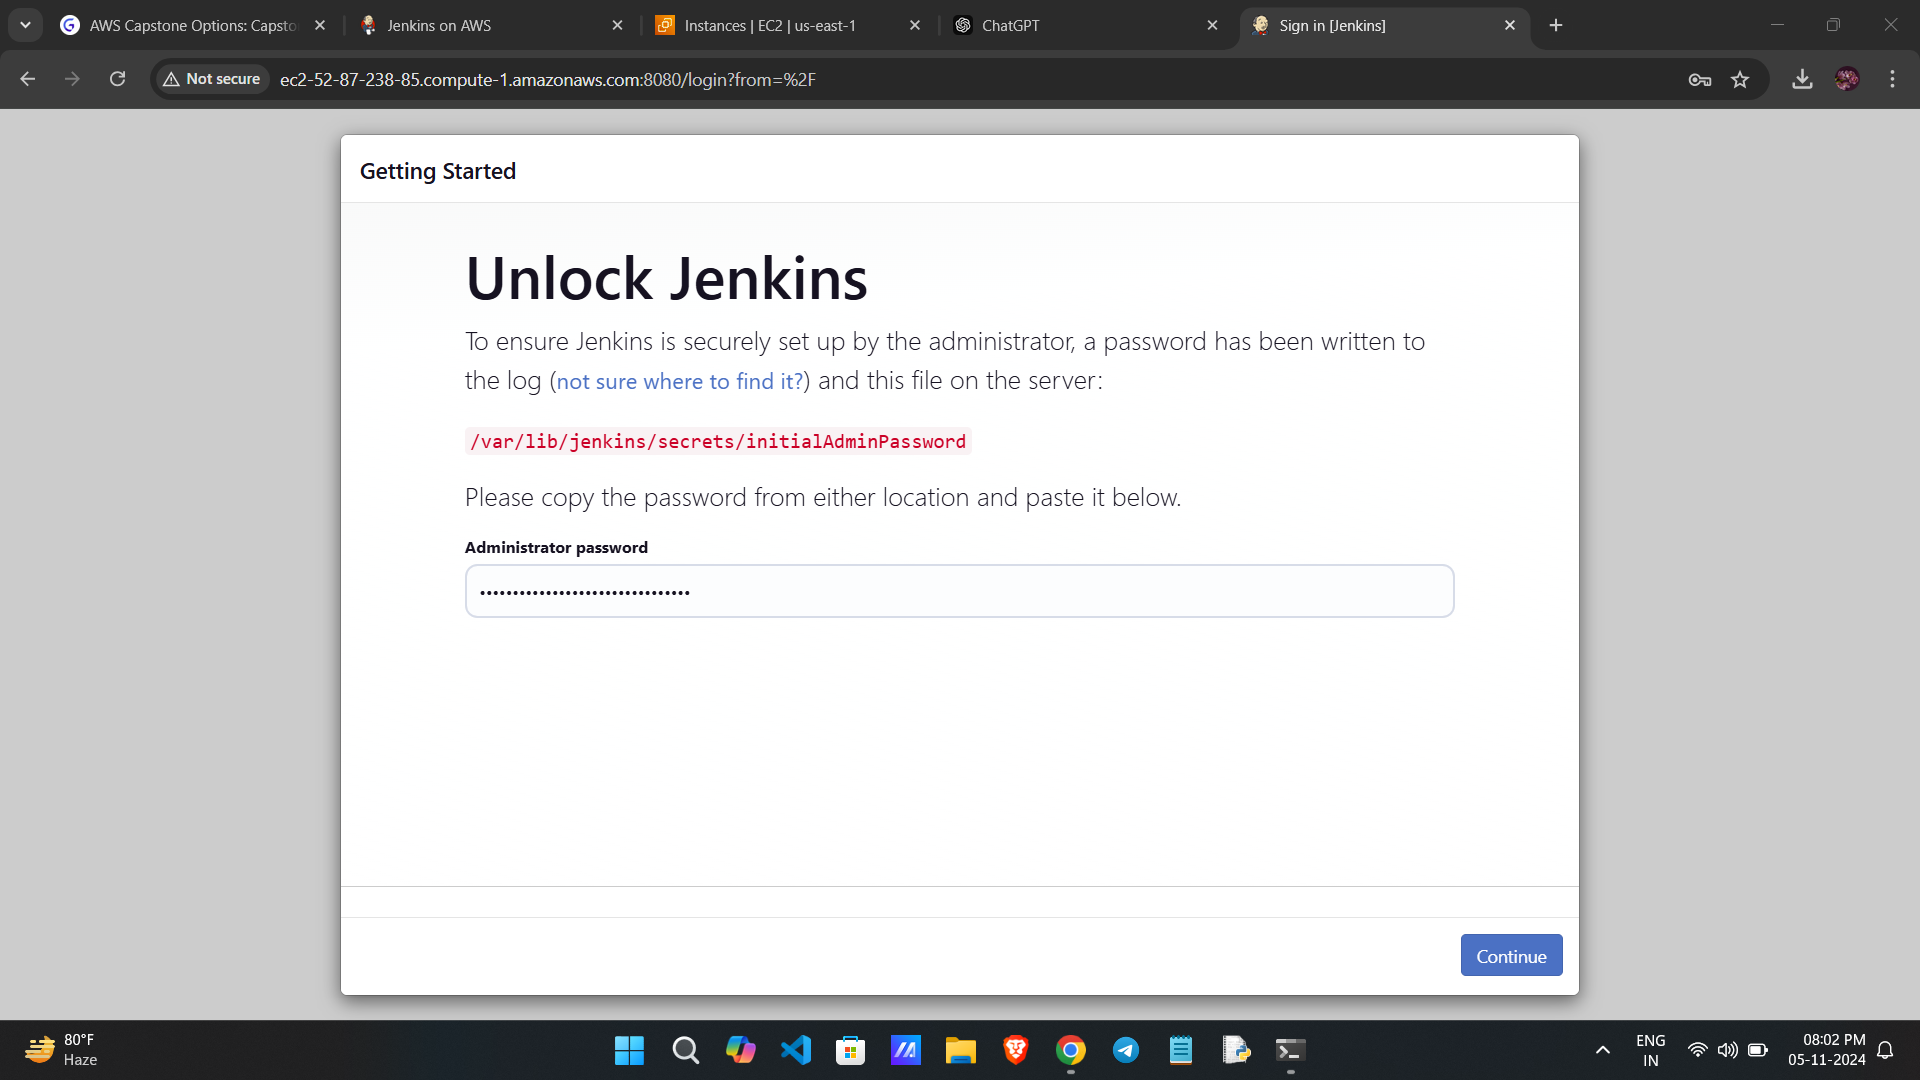 AWS Capstone Options: Capsto
Jenkins on AWS
Instances | EC2 | us-east-1
ChatGPT
Sign in [Jenkins]
Not secure
ec2-52-87-238-85.compute-1.amazonaws.com:8080/login?from=%2F
Getting Started
Unlock Jenkins
To ensure Jenkins is securely set up by the administrator, a password has been written to
the log (not sure where to find it?) and this file on the server:
/var/lib/jenkins/secrets/initialAdminPassword
Please copy the password from either location and paste it below.
Administrator password
••••••••••••••••••••••••••••••••
Continue
80°F
Haze
ENG
IN
08:02 PM
05-11-2024